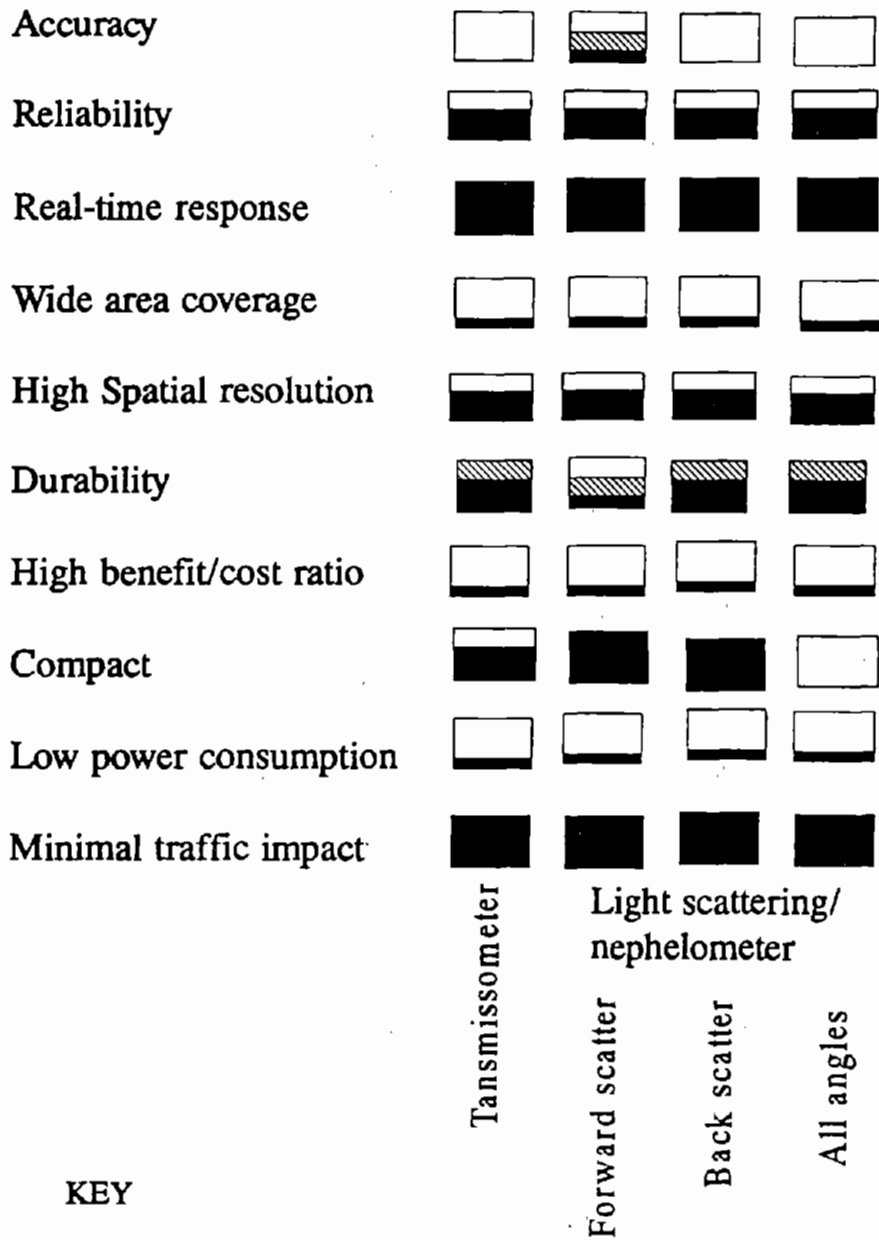 Accuracy
Reliability
Real-time response
Wide area coverage
High Spatial resolution
Durability
High benefit/cost ratio
Compact
Low power consumption
Minimal traffic impact
Tansmissometer
Light scattering/
nephelometer
Forward scatter
Back scatter
All angles
KEY